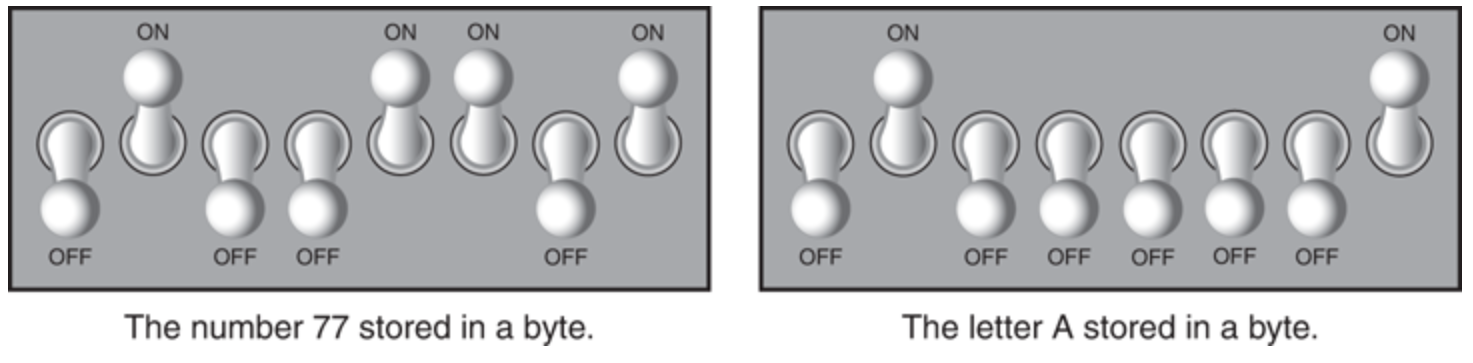 ON ON ON ON
OFF OFF OFF OFF
The number 77 stored in a byte.
ON ON
OFF OFF OFF OFF OFF OFF
The letter A stored in a byte.